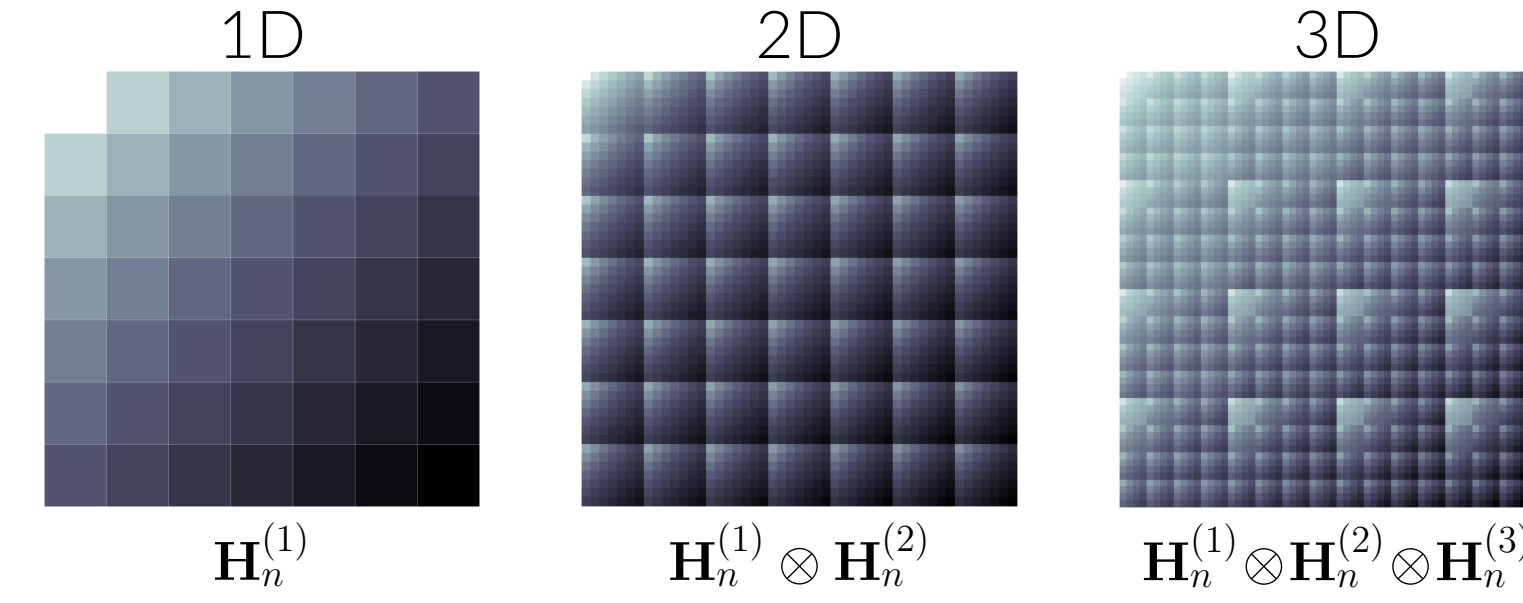 1D 2D 3D
H_n^{(1)} H_n^{(1)} ⊗ H_n^{(2)} H_n^{(1)} ⊗ H_n^{(2)} ⊗ H_n^{(3)}